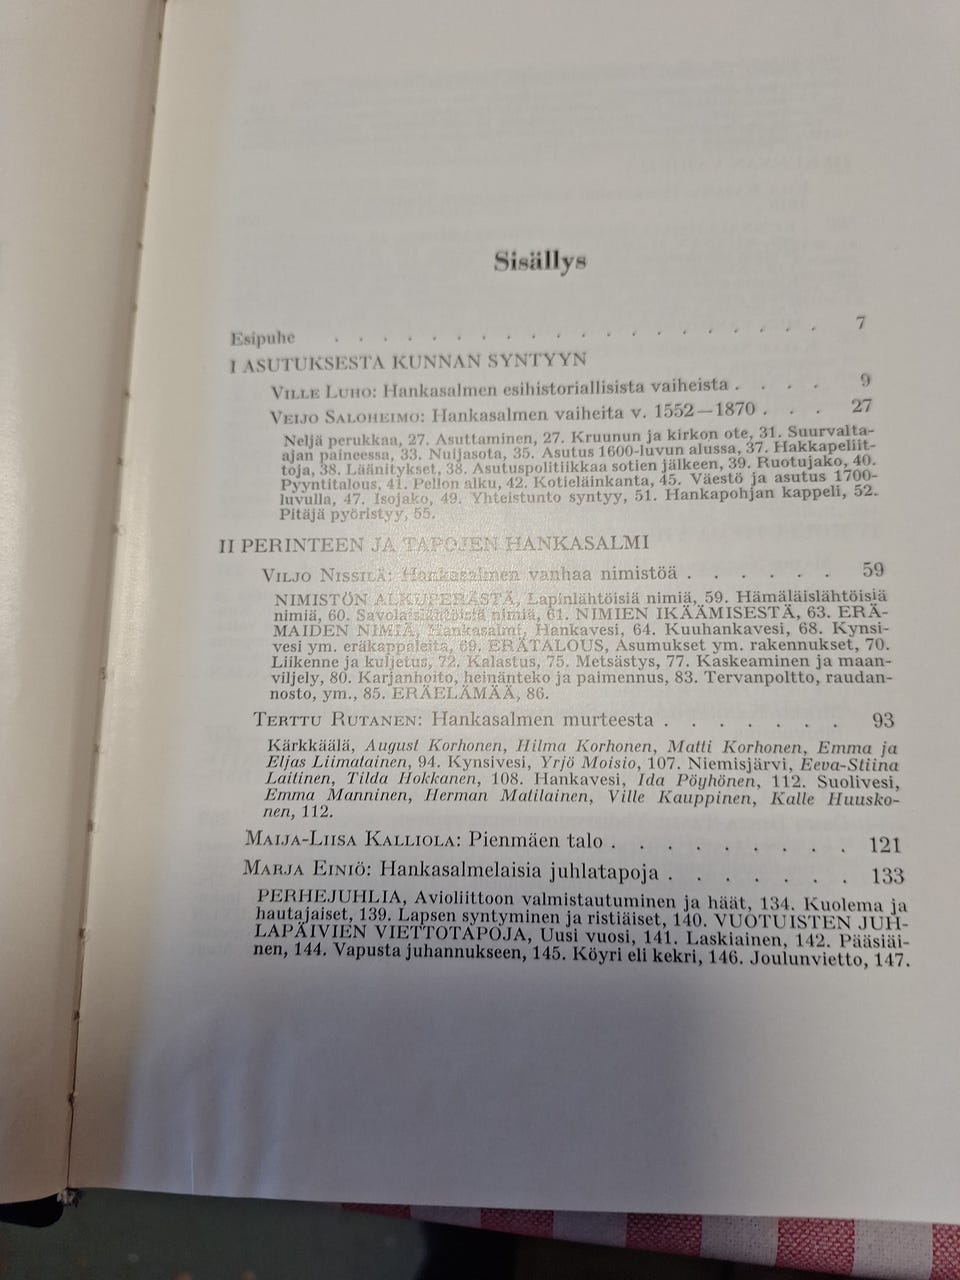 Sisällys
Esipuhe . . . . . . . . . . . . . . . . . . 7
I ASUTUKSESTA KUNNAN SYNTYYN
VILLE LUHO: Hankasalmen esihistoriallisista vaiheista . . . . 9
VEIJO SALOHEIMO: Hankasalmen vaiheita v. 1552—1870 . . . 27
Neljä perukkaa, 27. Asuttaminen, 27. Kruunun ja kirkon ote, 31. Suurvalta-
ajan paineessa, 33. Nuijasota, 35. Asutus 1600-luvun alussa, 37. Hakkapeliit-
toja, 38. Läänitykset, 38. Asutuspolitiikkaa sotien jälkeen, 39. Ruotujako, 40.
Pyyntitalous, 41. Pellon alku, 42. Kotieläinkanta, 45. Väestö ja asutus 1700-
luvulla, 47. Isojako, 49. Yhteistunto syntyy, 51. Hankapohjan kappeli, 52.
Pitäjä pyöristyy, 55.
II PERINTEEN JA TAPOJEN HANKASALMI
VILJO NISSILÄ: Hankasalmen vanhaa nimistöä . . . . . . 59
NIMISTÖN ALKUPERÄSTÄ, Lapinlähtöisiä nimiä, 59. Hämäläislähtöisiä
nimiä, 60. Savolaislähtöisiä nimiä, 61. NIMIEN IKÄÄMISESTÄ, 63. ERÄ-
MAIDEN NIMIÄ, Hankasalmi, Hankavesi, 64. Kuuhankavesi, 68. Kynsi-
vesi ym. eräkappaleita, 69. ERÄTALOUS, Asumukset ym. rakennukset, 70.
Liikenne ja kuljetus, 72. Kalastus, 75. Metsästys, 77. Kaskeaminen ja maan-
viljely, 80. Karjanhoito, heinänteko ja paimennus, 83. Tervanpoltto, raudan-
nosto, ym., 85. ERÄELÄMÄÄ, 86.
TERTTU RUTANEN: Hankasalmen murteesta . . . . . . . 93
Kärkkäälä, August Korhonen, Hilma Korhonen, Matti Korhonen, Emma ja
Eljas Liimatainen, 94. Kynsivesi, Yrjö Moisio, 107. Niemisjärvi, Eeva-Stiina
Laitinen, Tilda Hokkanen, 108. Hankavesi, Ida Pöyhönen, 112. Suolivesi,
Emma Manninen, Herman Matilainen, Ville Kauppinen, Kalle Huusko-
nen, 112.
MAIJA-LIISA KALLIOLA: Pienmäen talo . . . . . . . . . 121
MARJA EINIÖ: Hankasalmelaisia juhlatapoja . . . . . . . 133
PERHEJUHLIA, Avioliittoon valmistautuminen ja häät, 134. Kuolema ja
hautajaiset, 139. Lapsen syntyminen ja ristiäiset, 140. VUOTUISTEN JUH-
LAPÄIVIEN VIETTOTAPOJA, Uusi vuosi, 141. Laskiainen, 142. Pääsiäi-
nen, 144. Vapusta juhannukseen, 145. Köyri eli kekri, 146. Joulunvietto, 147.